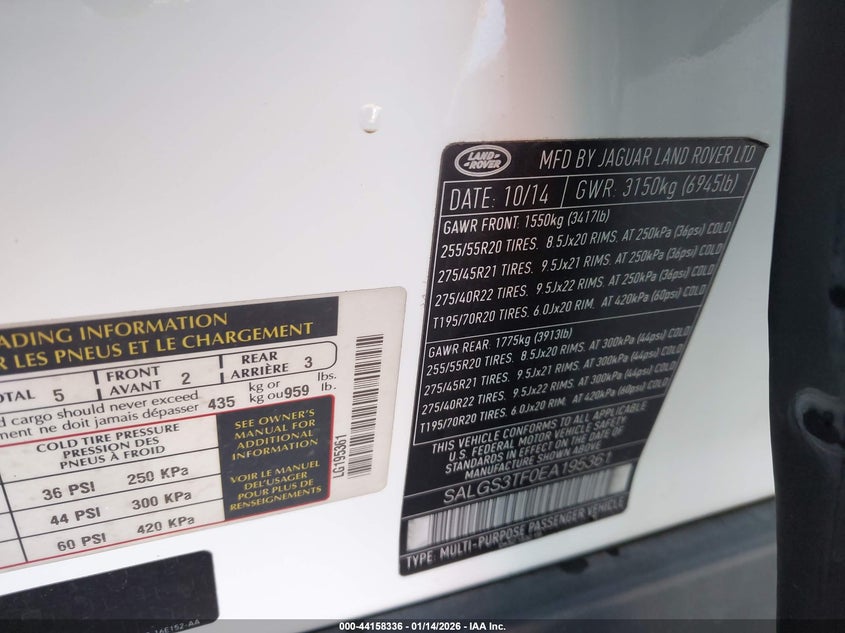 LAND
ROVER
MFD BY JAGUAR LAND ROVER LTD
DATE: 10/14 GWR: 3150kg (6945lb)
GAWR FRONT: 1550kg (3417lb)
255/55R20 TIRES. 8.5Jx20 RIMS. AT 250kPa (36psi) COLD
275/45R21 TIRES. 9.5Jx21 RIMS. AT 250kPa (36psi) COLD
275/40R22 TIRES. 9.5Jx22 RIMS. AT 250kPa (36psi) COLD
T195/70R20 TIRES. 6.0Jx20 RIM. AT 420kPa (60psi) COLD
GAWR REAR: 1775kg (3913lb)
255/55R20 TIRES. 8.5Jx20 RIMS. AT 300kPa (44psi) COLD
275/45R21 TIRES. 9.5Jx21 RIMS. AT 300kPa (44psi) COLD
275/40R22 TIRES. 9.5Jx22 RIMS. AT 300kPa (44psi) COLD
T195/70R20 TIRES. 6.0Jx20 RIM. AT 420kPa (60psi) COLD
THIS VEHICLE CONFORMS TO ALL APPLICABLE
U.S. FEDERAL MOTOR VEHICLE SAFETY
STANDARDS IN EFFECT ON THE DATE OF
MANUFACTURE SHOWN ABOVE
SALGS3TF0EA195361
TYPE: MULTI-PURPOSE PASSENGER VEHICLE
ADING INFORMATION
R LES PNEUS ET LE CHARGEMENT
OTAL 5 FRONT AVANT 2 REAR ARRIÈRE 3
d cargo should never exceed 435 kg or 959 lbs.
ment ne doit jamais dépasser kg ou lb.
COLD TIRE PRESSURE
PRESSION DES
PNEUS À FROID
36 PSI 250 KPa
44 PSI 300 KPa
60 PSI 420 KPa
SEE OWNER'S
MANUAL FOR
ADDITIONAL
INFORMATION
VOIR LE MANUEL
DEL'USAGER
POUR PLUS DE
RENSEIGNEMENTS
LG195361
14E152-AA
000-44158336 - 01/14/2026 - IAA Inc.